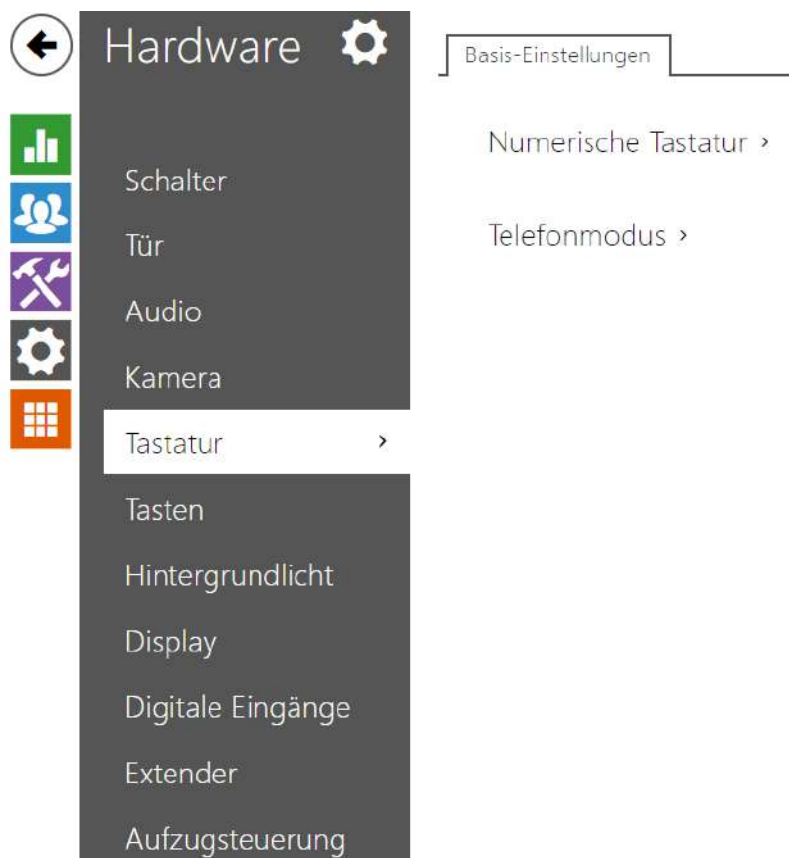 Hardware
Schalter
Tür
Audio
Kamera
Tastatur
Tasten
Hintergrundlicht
Display
Digitale Eingänge
Extender
Aufzugsteuerung
Basis-Einstellungen
Numerische Tastatur ›
Telefonmodus ›